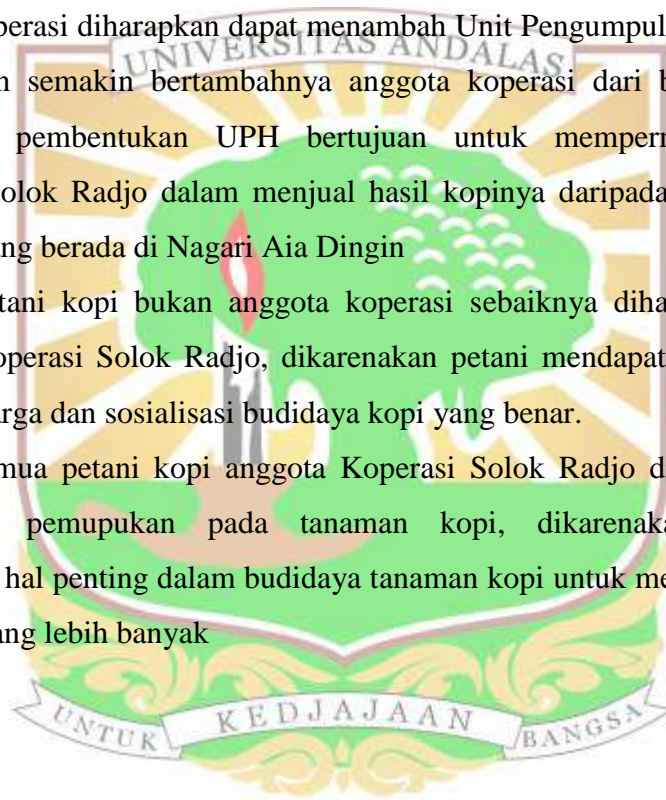 perasi diharapkan dapat menambah Unit Pengumpul
UNIVERSITAS ANDALAS
n semakin bertambahnya anggota koperasi dari b
pembentukan UPH bertujuan untuk memperm
olok Radjo dalam menjual hasil kopinya daripada
ng berada di Nagari Aia Dingin
tani kopi bukan anggota koperasi sebaiknya diha
operasi Solok Radjo, dikarenakan petani mendapat
arga dan sosialisasi budidaya kopi yang benar.
mua petani kopi anggota Koperasi Solok Radjo d
pemupukan pada tanaman kopi, dikarenaka
hal penting dalam budidaya tanaman kopi untuk me
ang lebih banyak
UNTUK KEDJAJAAN BANGSA